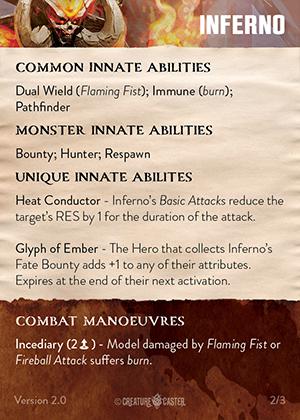 INFERNO
COMMON INNATE ABILITIES
Dual Wield (Flaming Fist); Immune (burn);
Pathfinder
MONSTER INNATE ABILITIES
Bounty; Hunter; Respawn
UNIQUE INNATE ABILITES
Heat Conductor - Inferno's Basic Attacks reduce the
target's RES by 1 for the duration of the attack.
Glyph of Ember - The Hero that collects Inferno's
Fate Bounty adds +1 to any of their attributes.
Expires at the end of their next activation.
COMBAT MANOEUVRES
Incediary (2) - Model damaged by Flaming Fist or
Fireball Attack suffers burn.
Version 2.0 ©CREATURE CASTER 2/3